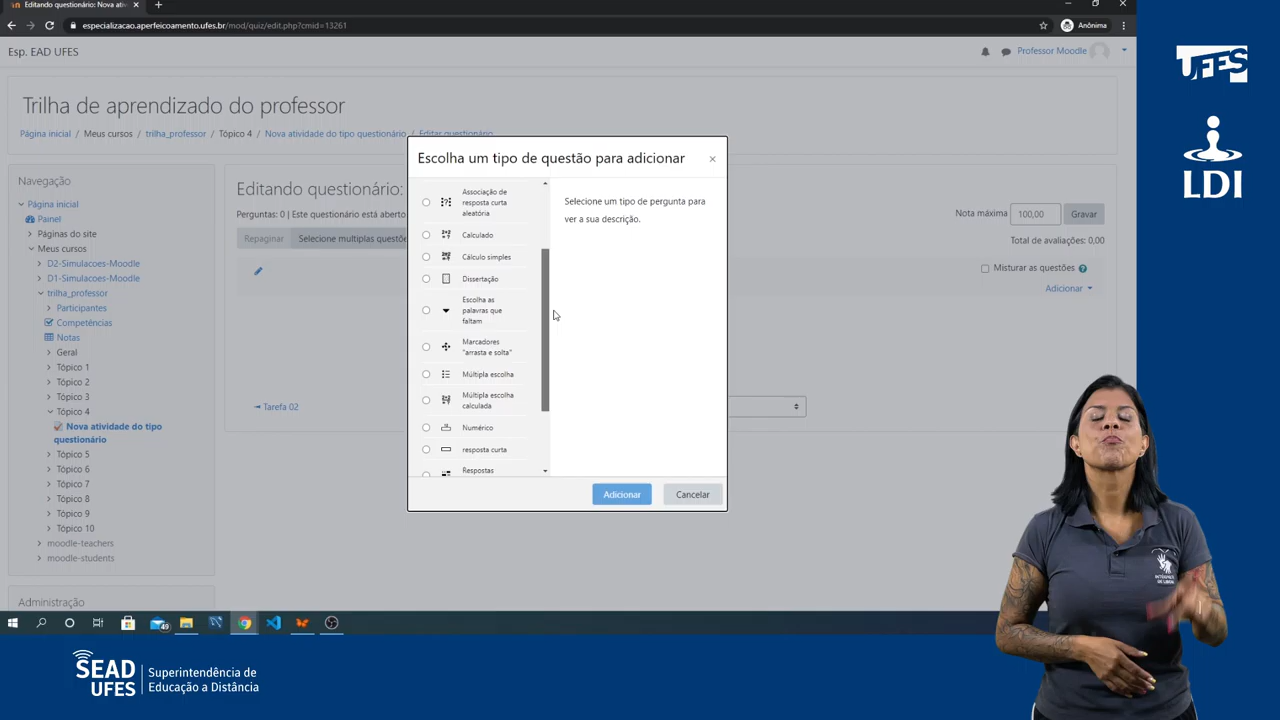 Editando questionário: Nova ativ
especializacao.aperfeicoamento.ufes.br/mod/quiz/edit.php?cmid=13261
Anônima
Esp. EAD UFES
Professor Moodle
Trilha de aprendizado do professor
Página inicial / Meus cursos / trilha_professor / Tópico 4 / Nova atividade do tipo questionário / Editar questionário
Navegação
Página inicial
Painel
Páginas do site
Meus cursos
D2-Simulacoes-Moodle
D1-Simulacoes-Moodle
trilha_professor
Participantes
Competências
Notas
Geral
Tópico 1
Tópico 2
Tópico 3
Tópico 4
Nova atividade do tipo
questionário
Tópico 5
Tópico 6
Tópico 7
Tópico 8
Tópico 9
Tópico 10
moodle-teachers
moodle-students
Administração
Editando questionário:
Perguntas: 0 | Este questionário está aberto
Repaginar
Selecione multiplas questõe
Tarefa 02
Nota máxima
100,00
Gravar
Total de avaliações: 0,00
Misturar as questões
Adicionar
Escolha um tipo de questão para adicionar
×
Associação de
resposta curta
aleatória
Calculado
Cálculo simples
Dissertação
Escolha as
palavras que
faltam
Marcadores
"arrasta e solta"
Múltipla escolha
Múltipla escolha
calculada
Numérico
resposta curta
Respostas
Selecione um tipo de pergunta para
ver a sua descrição.
Adicionar
Cancelar
49
UFES
LDI
SEAD
UFES
Superintendência de
Educação a Distância